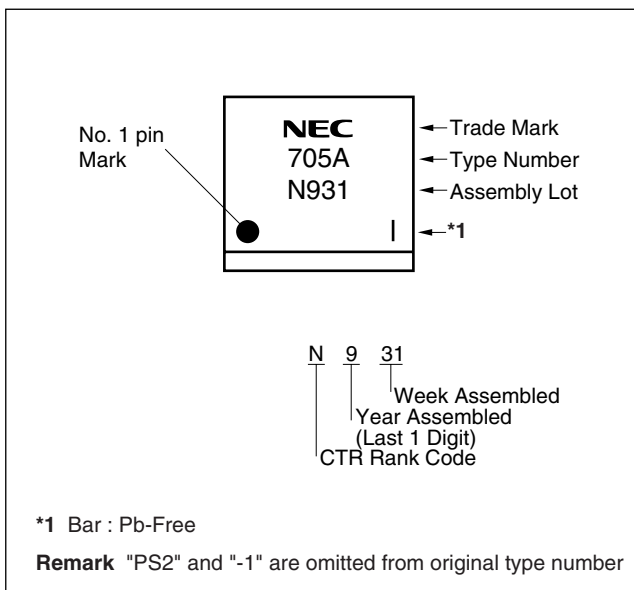 No. 1 pin
Mark
NEC
705A
N931
Trade Mark
Type Number
Assembly Lot
*1
N 9 31
Week Assembled
Year Assembled
(Last 1 Digit)
CTR Rank Code
*1 Bar : Pb-Free
Remark "PS2" and "-1" are omitted from original type number